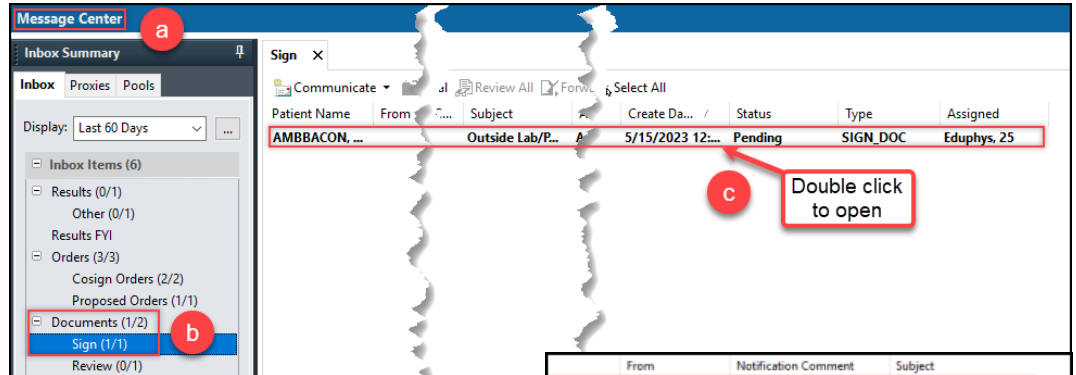 Message Center
a
Inbox Summary
Inbox Proxies Pools
Display: Last 60 Days ...
Inbox Items (6)
Results (0/1)
Other (0/1)
Results FYI
Orders (3/3)
Cosign Orders (2/2)
Proposed Orders (1/1)
Documents (1/2)
Sign (1/1)
b
Review (0/1)
Sign X
Communicate Review All Select All
Patient Name From Subject Create Da... Status Type Assigned
AMBBACON, ... Outside Lab/P... 5/15/2023 12:... Pending SIGN_DOC Eduphys, 25
c
Double click
to open
From Notification Comment Subject